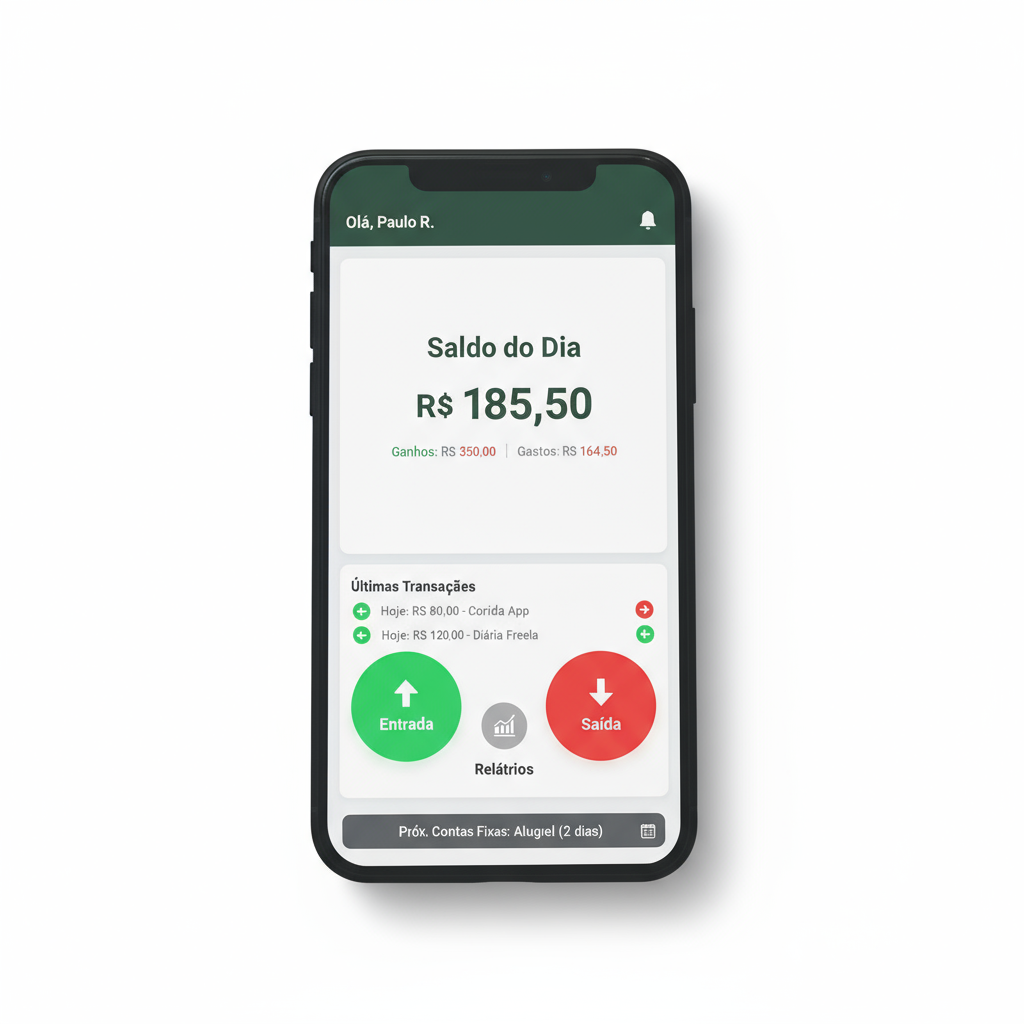 Olá, Paulo R.
Saldo do Dia
R$ 185,50
Ganhos: RS 350,00 | Gastos: RS 164,50
Últimas Transações
Hoje: RS 80,00 - Corida App
Hoje: RS 120,00 - Diária Freela
Entrada
Saída
Relátrios
Próx. Contas Fixas: Aluguel (2 dias)